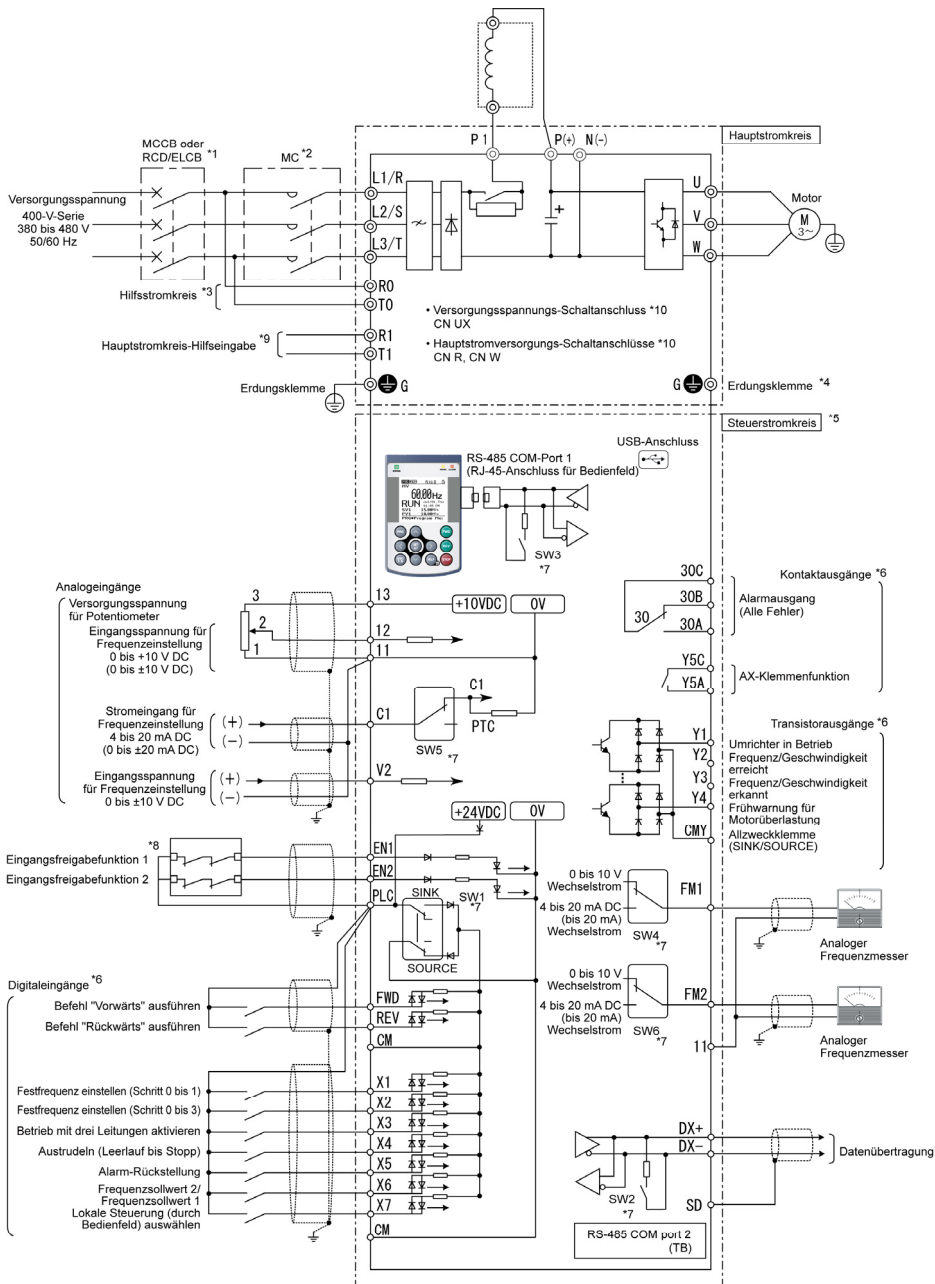 P1
P(+)
N(-)
Hauptstromkreis
MCCB oder
RCD/ELCB *1
MC *2
Versorgungsspannung
400-V-Serie
380 bis 480 V
50/60 Hz
L1/R
L2/S
L3/T
U
V
W
Motor
M
3~
Hilfsstromkreis *3
R0
T0
• Versorgungsspannungs-Schaltanschluss *10
CN UX
Hauptstromkreis-Hilfseingabe *9
R1
T1
• Hauptstromversorgungs-Schaltanschlüsse *10
CN R, CN W
Erdungsklemme
G
G
Erdungsklemme *4
Steuerstromkreis *5
USB-Anschluss
RS-485 COM-Port 1
(RJ-45-Anschluss für Bedienfeld)
60.00Hz
RUN
SW3
*7
Analogeingänge
Versorgungsspannung
für Potentiometer
Eingangsspannung für
Frequenzeinstellung
0 bis +10 V DC
(0 bis ±10 V DC)
3
2
1
13
12
11
+10VDC
0V
Stromeingang für
Frequenzeinstellung
4 bis 20 mA DC
(0 bis ±20 mA DC)
(+)
(-)
C1
SW5 *7
C1
PTC
Eingangsspannung
für Frequenzeinstellung
0 bis ±10 V DC
(+)
(-)
V2
30C
30B
30A
30
Kontaktausgänge *6
Alarmausgang
(Alle Fehler)
Y5C
Y5A
AX-Klemmenfunktion
Transistorausgänge *6
Y1
Y2
Y3
Y4
CMY
Umrichter in Betrieb
Frequenz/Geschwindigkeit
erreicht
Frequenz/Geschwindigkeit
erkannt
Frühwarnung für
Motorüberlastung
Allzweckklemme
(SINK/SOURCE)
+24VDC
0V
*8
Eingangsfreigabefunktion 1
Eingangsfreigabefunktion 2
EN1
EN2
PLC
SINK
SW1
*7
SOURCE
0 bis 10 V
Wechselstrom
4 bis 20 mA DC
(bis 20 mA)
Wechselstrom
SW4
*7
FM1
Analoger
Frequenzmesser
0 bis 10 V
Wechselstrom
4 bis 20 mA DC
(bis 20 mA)
Wechselstrom
SW6
*7
FM2
11
Analoger
Frequenzmesser
Digitaleingänge *6
Befehl "Vorwärts" ausführen
Befehl "Rückwärts" ausführen
FWD
REV
CM
Festfrequenz einstellen (Schritt 0 bis 1)
Festfrequenz einstellen (Schritt 0 bis 3)
Betrieb mit drei Leitungen aktivieren
Austrudeln (Leerlauf bis Stopp)
Alarm-Rückstellung
Frequenzsollwert 2/
Frequenzsollwert 1
Lokale Steuerung (durch
Bedienfeld) auswählen
X1
X2
X3
X4
X5
X6
X7
CM
DX+
DX-
SD
Datenübertragung
SW2
*7
RS-485 COM port 2
(TB)